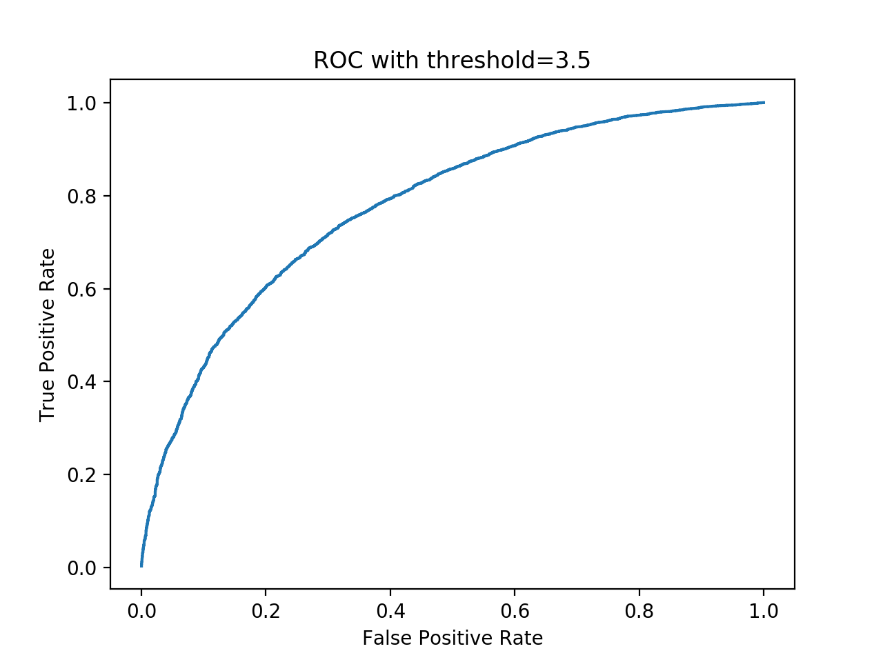 ROC with threshold=3.5
1.0
0.8
0.6
0.4
0.2
0.0
True Positive Rate
0.0 0.2 0.4 0.6 0.8 1.0
False Positive Rate